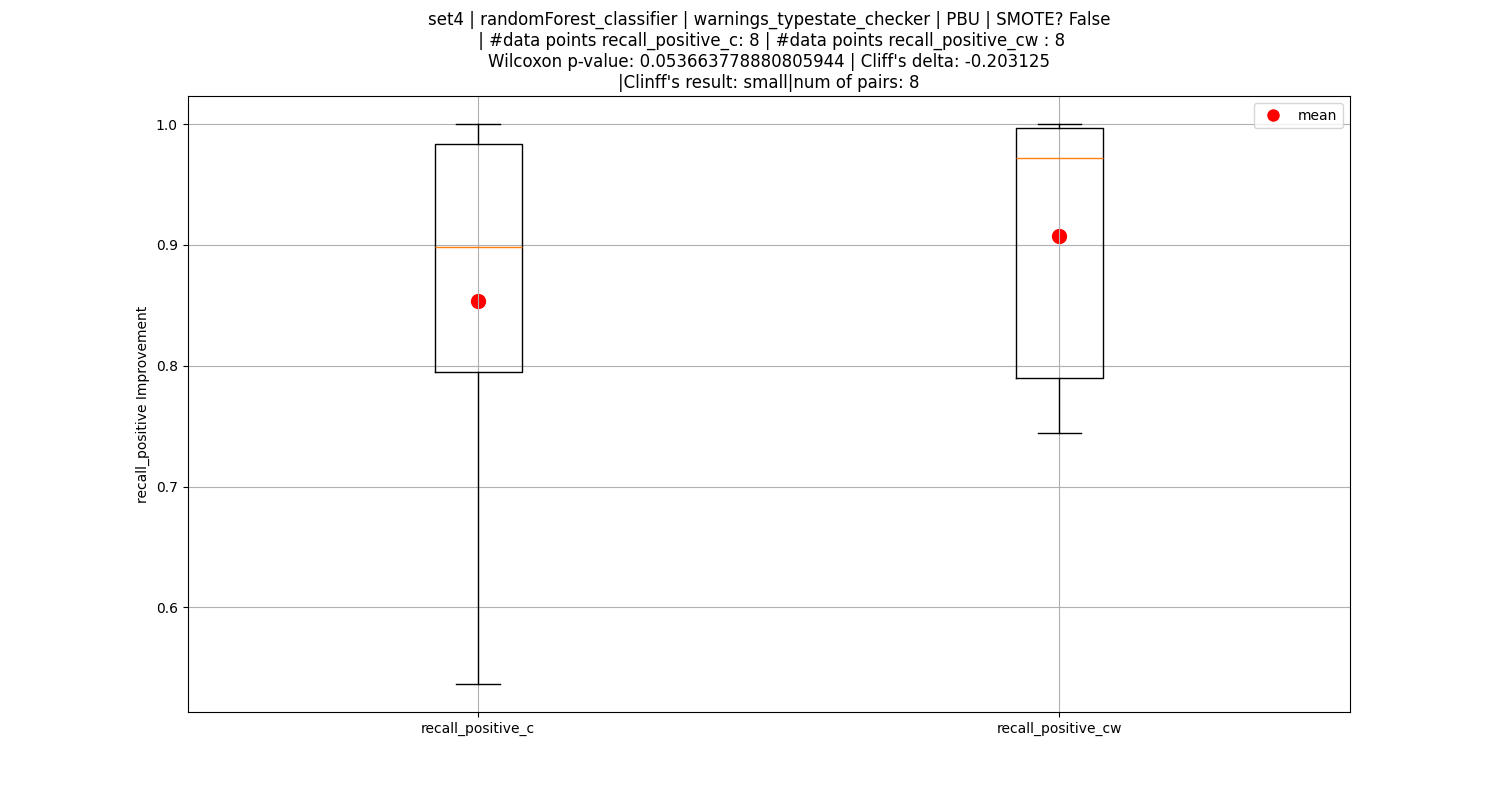 set4 | randomForest_classifier | warnings_typestate_checker | PBU | SMOTE? False
| #data points recall_positive_c: 8 | #data points recall_positive_cw : 8
Wilcoxon p-value: 0.053663778880805944 | Cliff's delta: -0.203125
|Clinff's result: small|num of pairs: 8
mean
1.0
0.9
0.8
0.7
0.6
recall_positive Improvement
recall_positive_c
recall_positive_cw